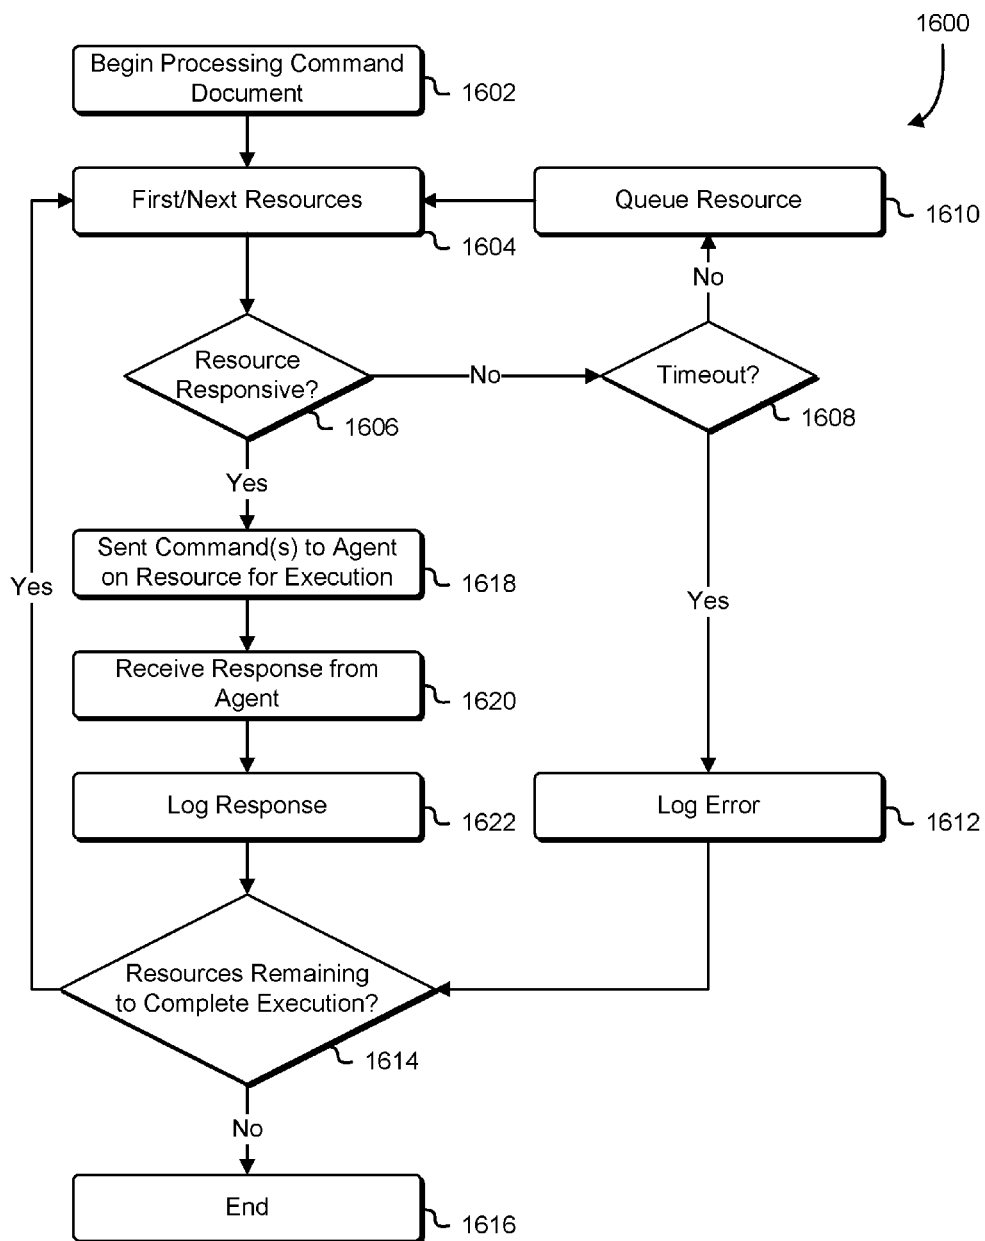 1600
Begin Processing Command
Document
1602
First/Next Resources
1604
Queue Resource
1610
No
Resource
Responsive?
1606
No
Timeout?
1608
Yes
Sent Command(s) to Agent
on Resource for Execution
1618
Yes
Yes
Receive Response from
Agent
1620
Log Response
1622
Log Error
1612
Resources Remaining
to Complete Execution?
1614
No
End
1616